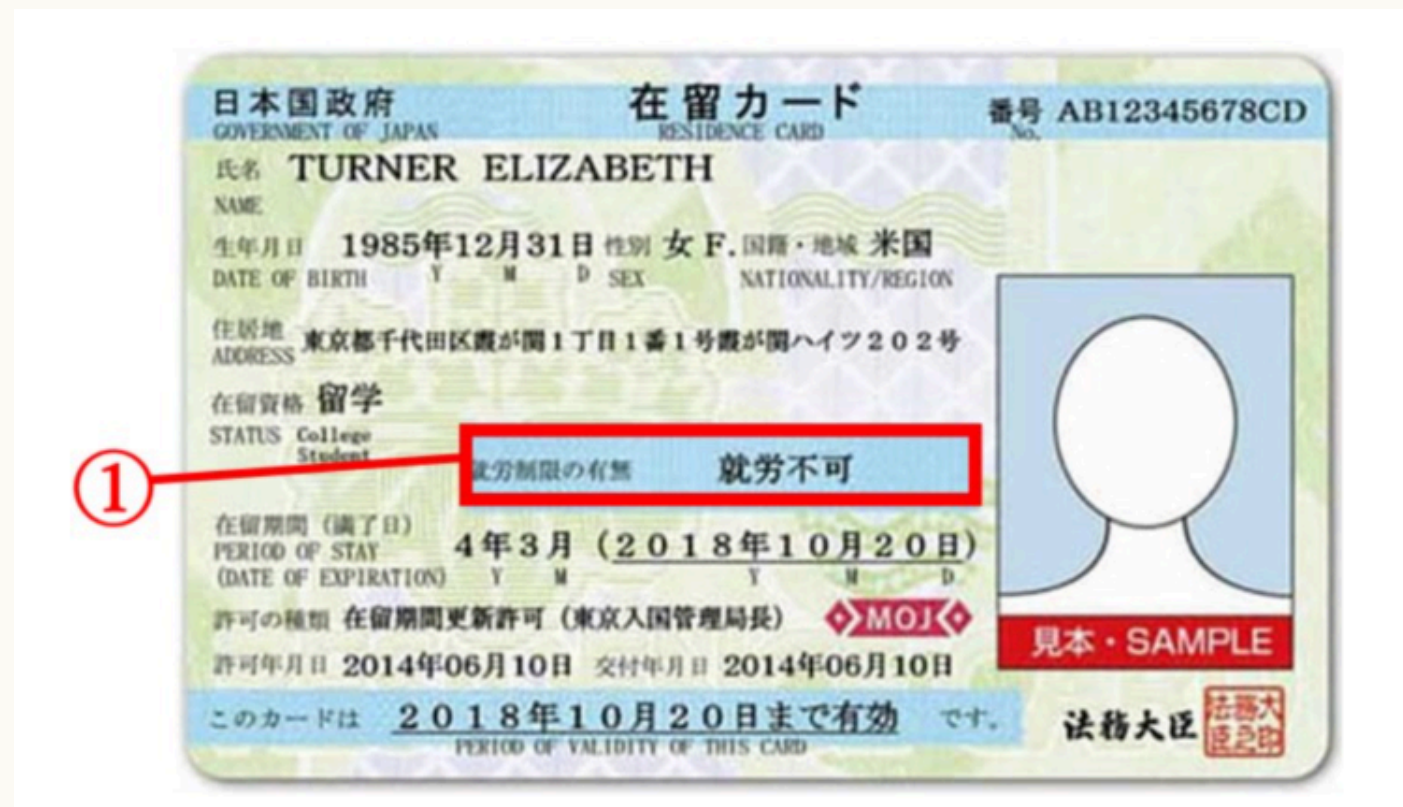 日本国政府 在留カード 番号 AB12345678CD
GOVERNMENT OF JAPAN RESIDENCE CARD No.
氏名 TURNER ELIZABETH
NAME
生年月日 1985年12月31日 性別 女 F. 国籍・地域 米国
DATE OF BIRTH Y M D SEX NATIONALITY/REGION
住居地 東京都千代田区霞が関1丁目1番1号霞が関ハイツ202号
ADDRESS
在留資格 留学
STATUS College
Student
① 就労制限の有無 就労不可
在留期間(満了日)
PERIOD OF STAY 4年3月(2018年10月20日)
(DATE OF EXPIRATION) Y M Y M D
許可の種類 在留期間更新許可(東京入国管理局長) MOJ
見本・SAMPLE
許可年月日 2014年06月10日 交付年月日 2014年06月10日
このカードは 2018年10月20日まで有効 です。
PERIOD OF VALIDITY OF THIS CARD
法務大臣 法務大臣之印